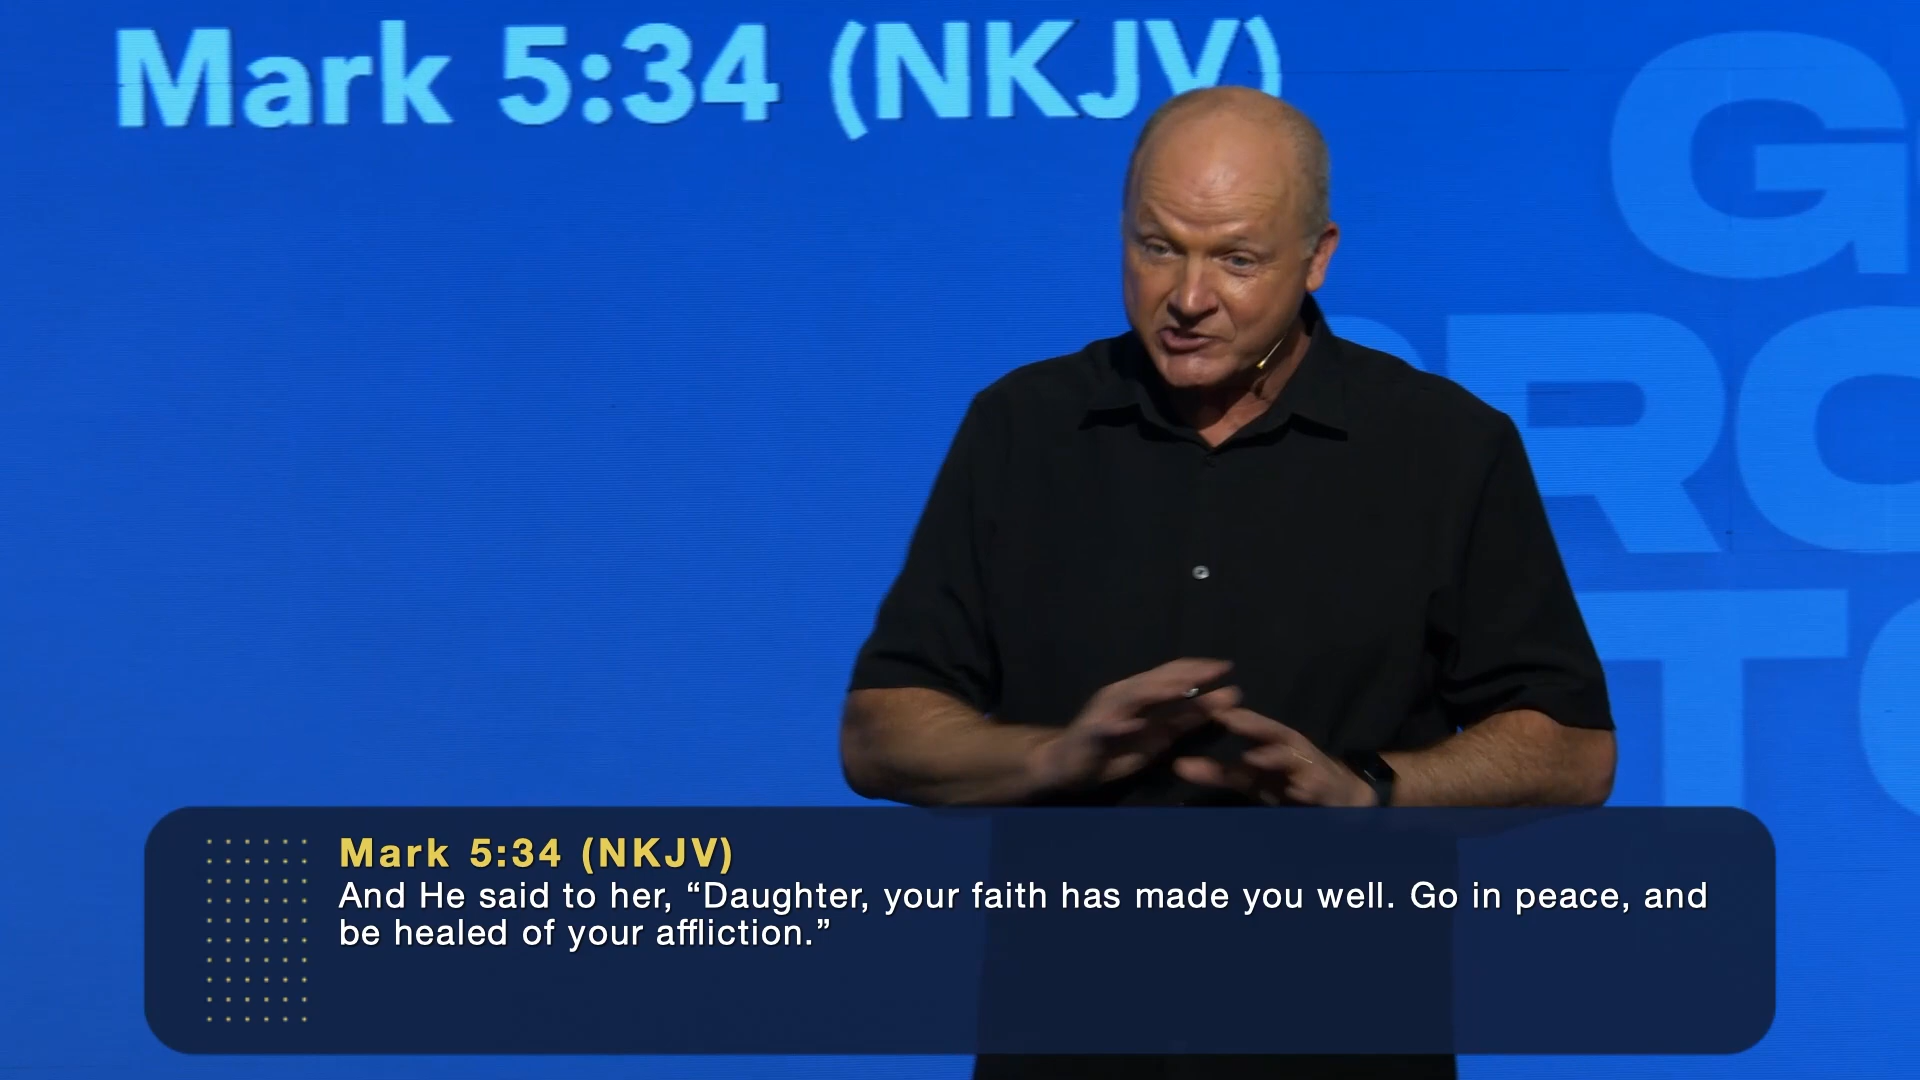 Mark 5:34 (NKJV)
Mark 5:34 (NKJV)
And He said to her, “Daughter, your faith has made you well. Go in peace, and
be healed of your affliction.”